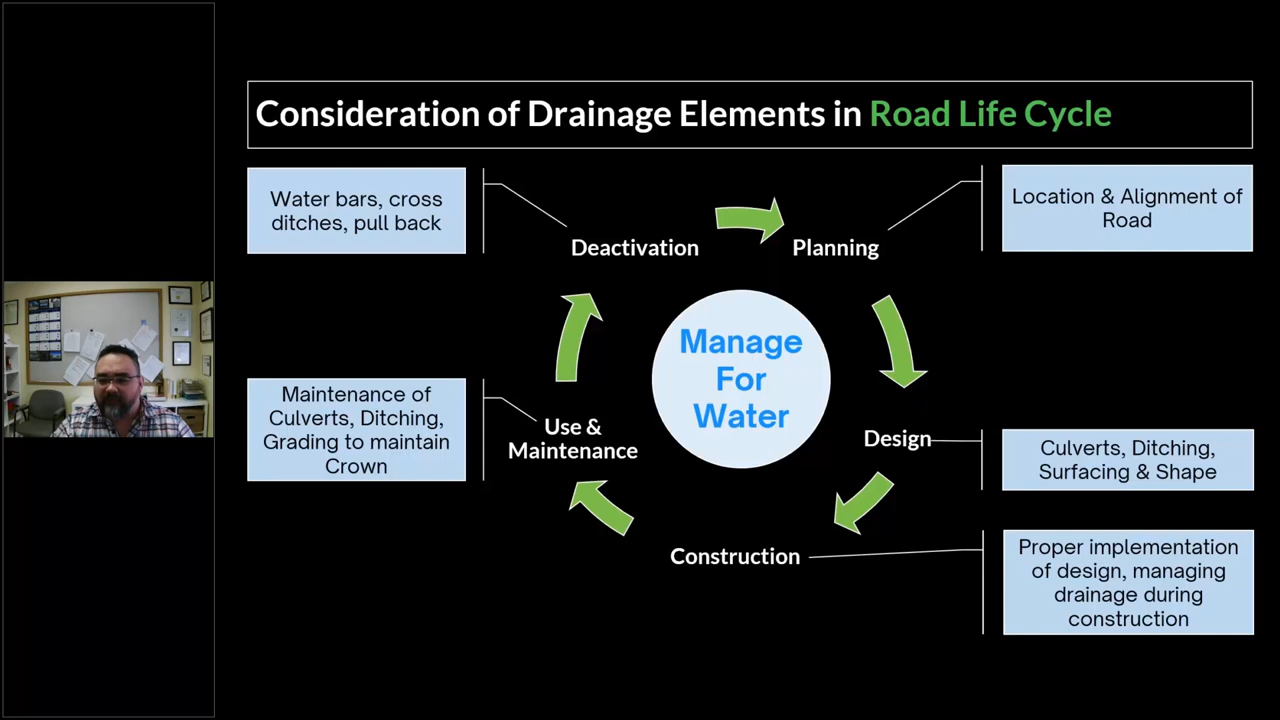 Consideration of Drainage Elements in Road Life Cycle
Water bars, cross
ditches, pull back
Deactivation
Planning
Location & Alignment of
Road
Manage
For
Water
Maintenance of
Culverts, Ditching,
Grading to maintain
Crown
Use &
Maintenance
Design
Culverts, Ditching,
Surfacing & Shape
Construction
Proper implementation
of design, managing
drainage during
construction